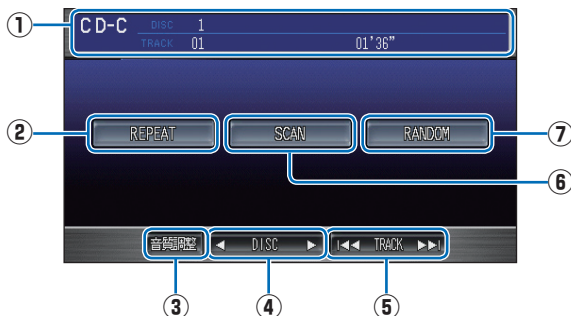 ① CD-C DISC 1
TRACK 01 01'36”
② REPEAT SCAN RANDOM ⑦
⑥
音質調整 ◀ DISC ▶ I◀◀ TRACK ▶▶I
③ ④ ⑤